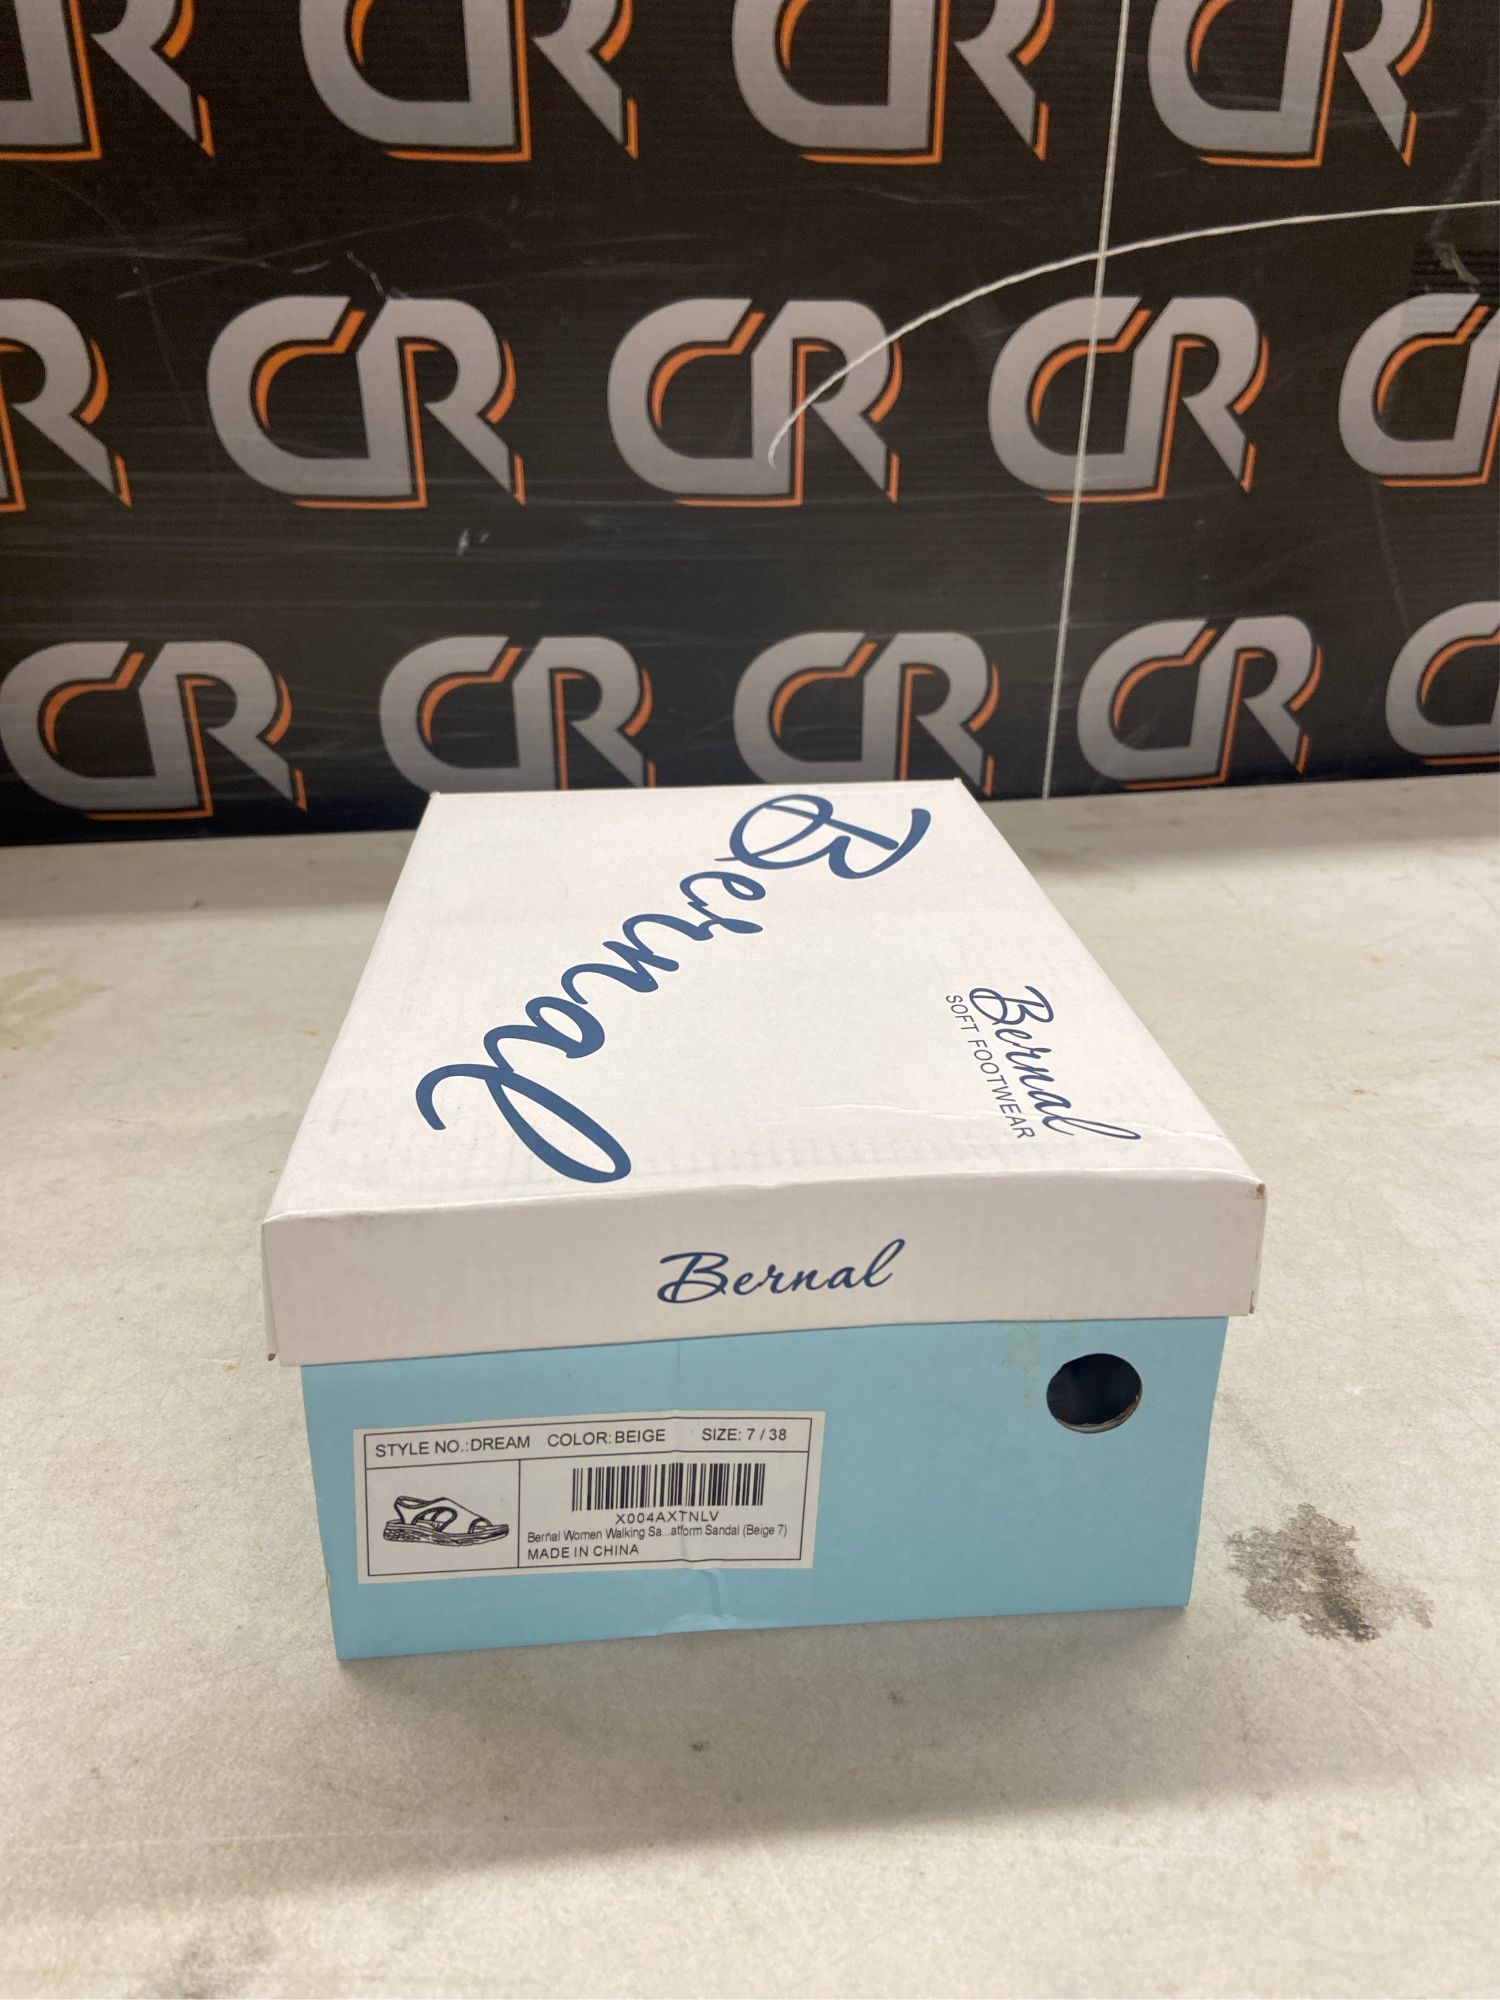 CR CR CR CR
CR CR CR CR CR
CR CR CR CR CR
Bernal
Bernal
SOFT FOOTWEAR
Bernal
STYLE NO.:DREAM COLOR:BEIGE SIZE: 7 / 38
X004AXTNLV
Bernal Women Walking Sa...atform Sandal (Beige 7)
MADE IN CHINA